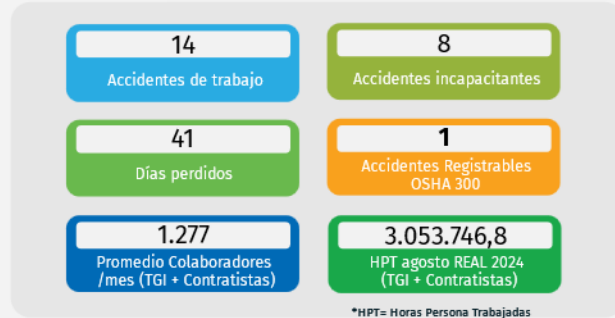 14
Accidentes de trabajo
8
Accidentes incapacitantes
41
Días perdidos
1
Accidentes Registrables
OSHA 300
1.277
Promedio Colaboradores
/mes (TGI + Contratistas)
3.053.746,8
HPT agosto REAL 2024
(TGI + Contratistas)
*HPT= Horas Persona Trabajadas